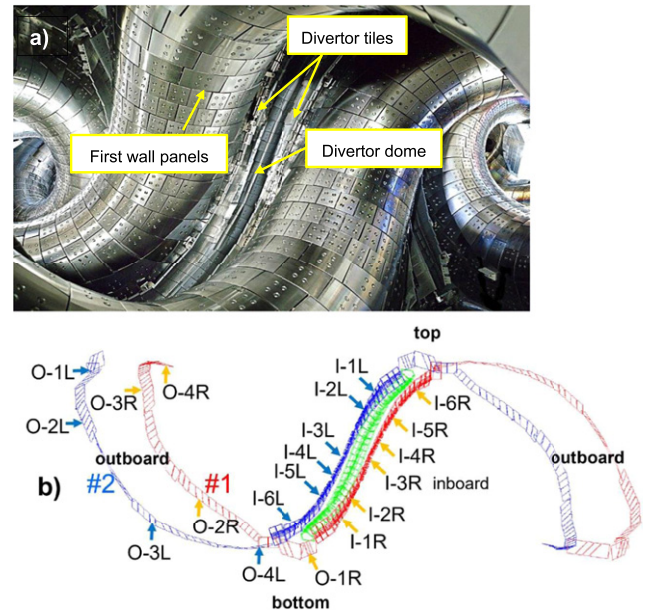 a)
Divertor tiles
First wall panels
Divertor dome
top
O-1L
O-4R
O-3R
O-2L
outboard
#2
#1
b)
O-2R
O-3L
O-4L
I-1L
I-2L
I-3L
I-4L
I-5L
I-6L
I-6R
I-5R
I-4R
I-3R
inboard
I-2R
I-1R
O-1R
outboard
bottom